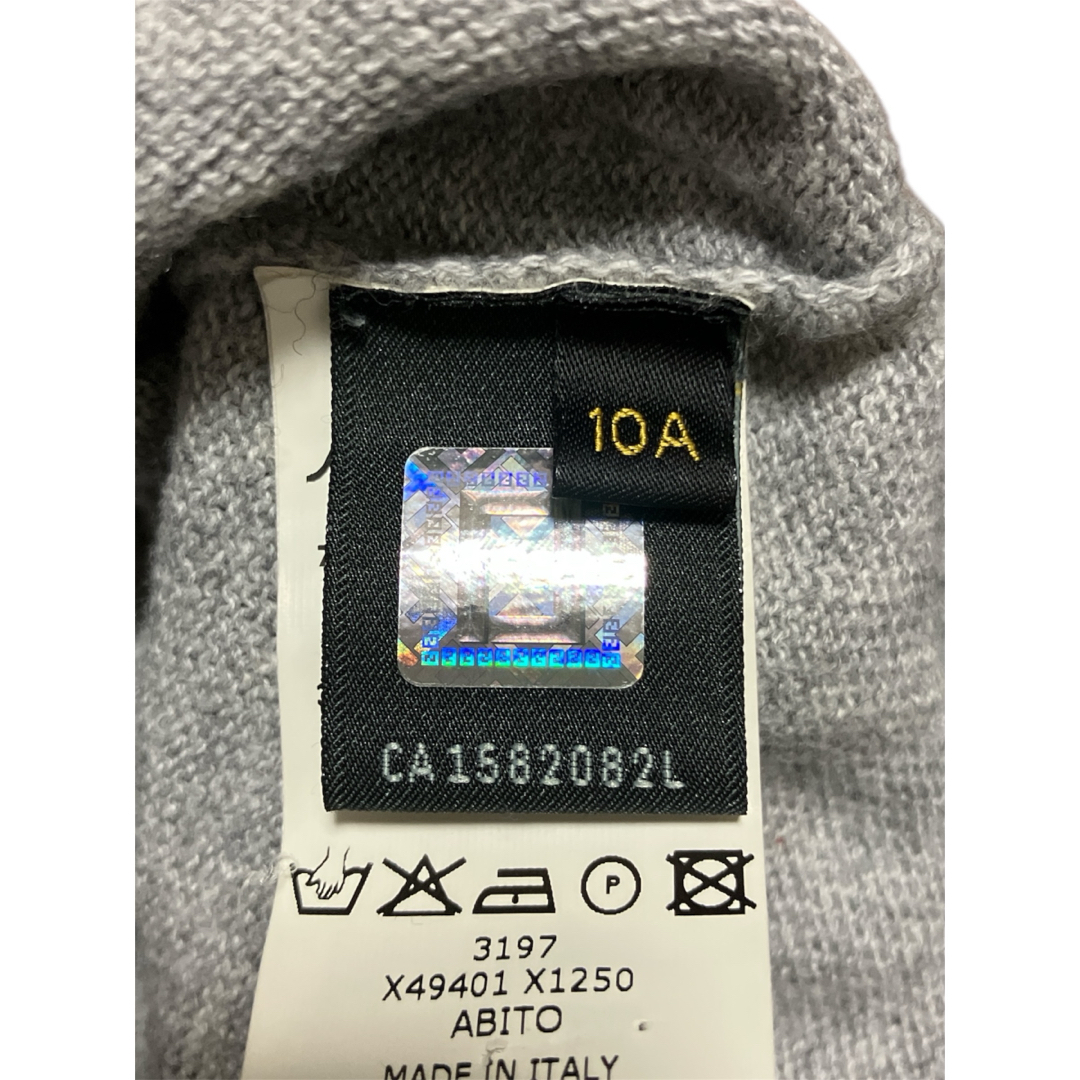 10A
CA1582082L
P
3197
X49401 X1250
ABITO
MADE IN ITALY